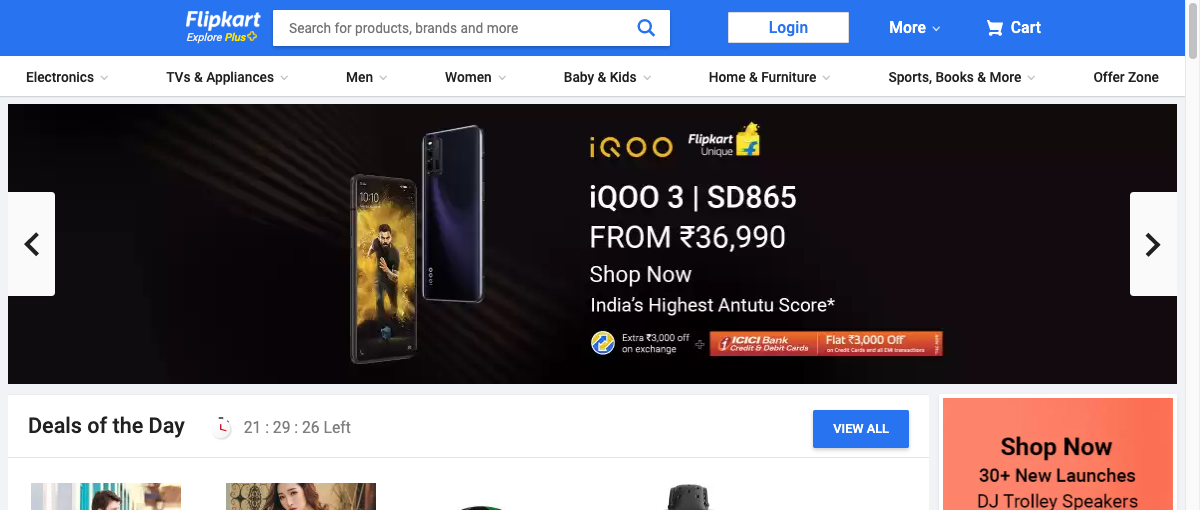 Flipkart
Explore Plus
Search for products, brands and more
Login
More
Cart
Electronics
TVs & Appliances
Men
Women
Baby & Kids
Home & Furniture
Sports, Books & More
Offer Zone
iQOO
Flipkart
Unique
iQOO 3 | SD865
FROM ₹36,990
Shop Now
India's Highest Antutu Score*
Extra ₹3,000 off
on exchange
+
ICICI Bank
Credit & Debit Cards
Flat ₹3,000 Off
on Credit Cards and all EMI transactions
10:10
iQOO
Deals of the Day
21 : 29 : 26 Left
VIEW ALL
Shop Now
30+ New Launches
DJ Trolley Speakers